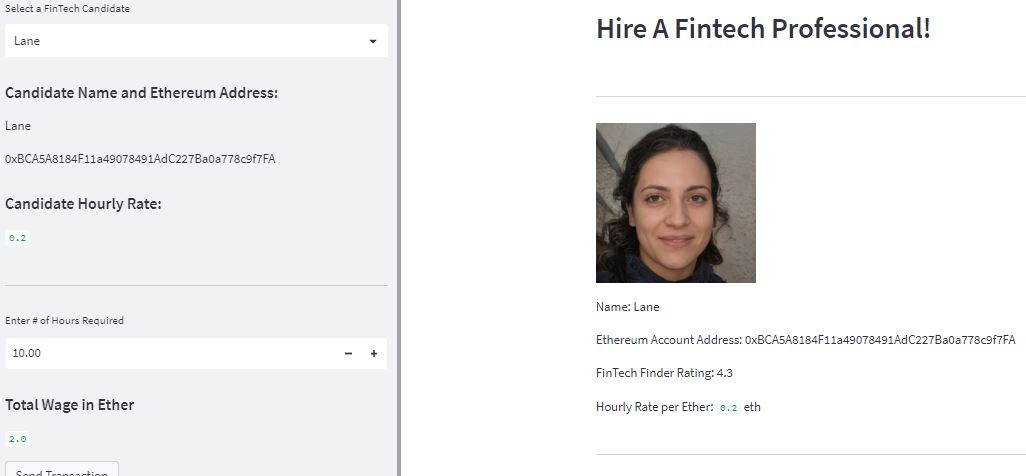 Select a FinTech Candidate
Lane
Candidate Name and Ethereum Address:
Lane
0xBCA5A8184F11a49078491AdC227Ba0a778c9f7FA
Candidate Hourly Rate:
0.2
Enter # of Hours Required
10.00
Total Wage in Ether
2.0
Send Transaction
Hire A Fintech Professional!
Name: Lane
Ethereum Account Address: 0xBCA5A8184F11a49078491AdC227Ba0a778c9f7FA
FinTech Finder Rating: 4.3
Hourly Rate per Ether: 0.2 eth